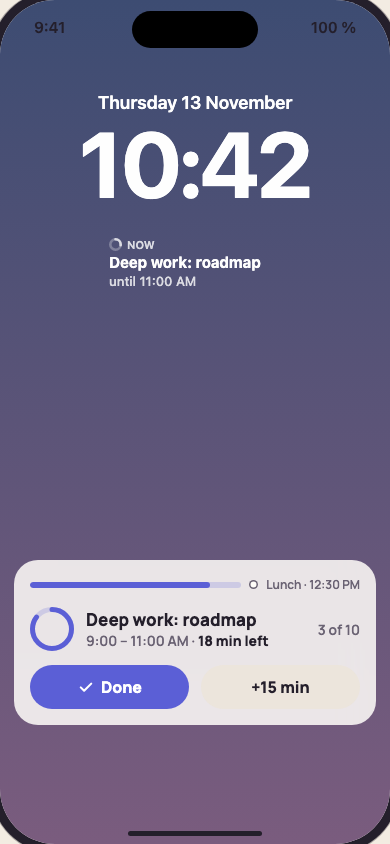 9:41
100 %
Thursday 13 November
10:42
NOW
Deep work: roadmap
until 11:00 AM
Lunch · 12:30 PM
Deep work: roadmap
9:00 – 11:00 AM · 18 min left
3 of 10
Done
+15 min